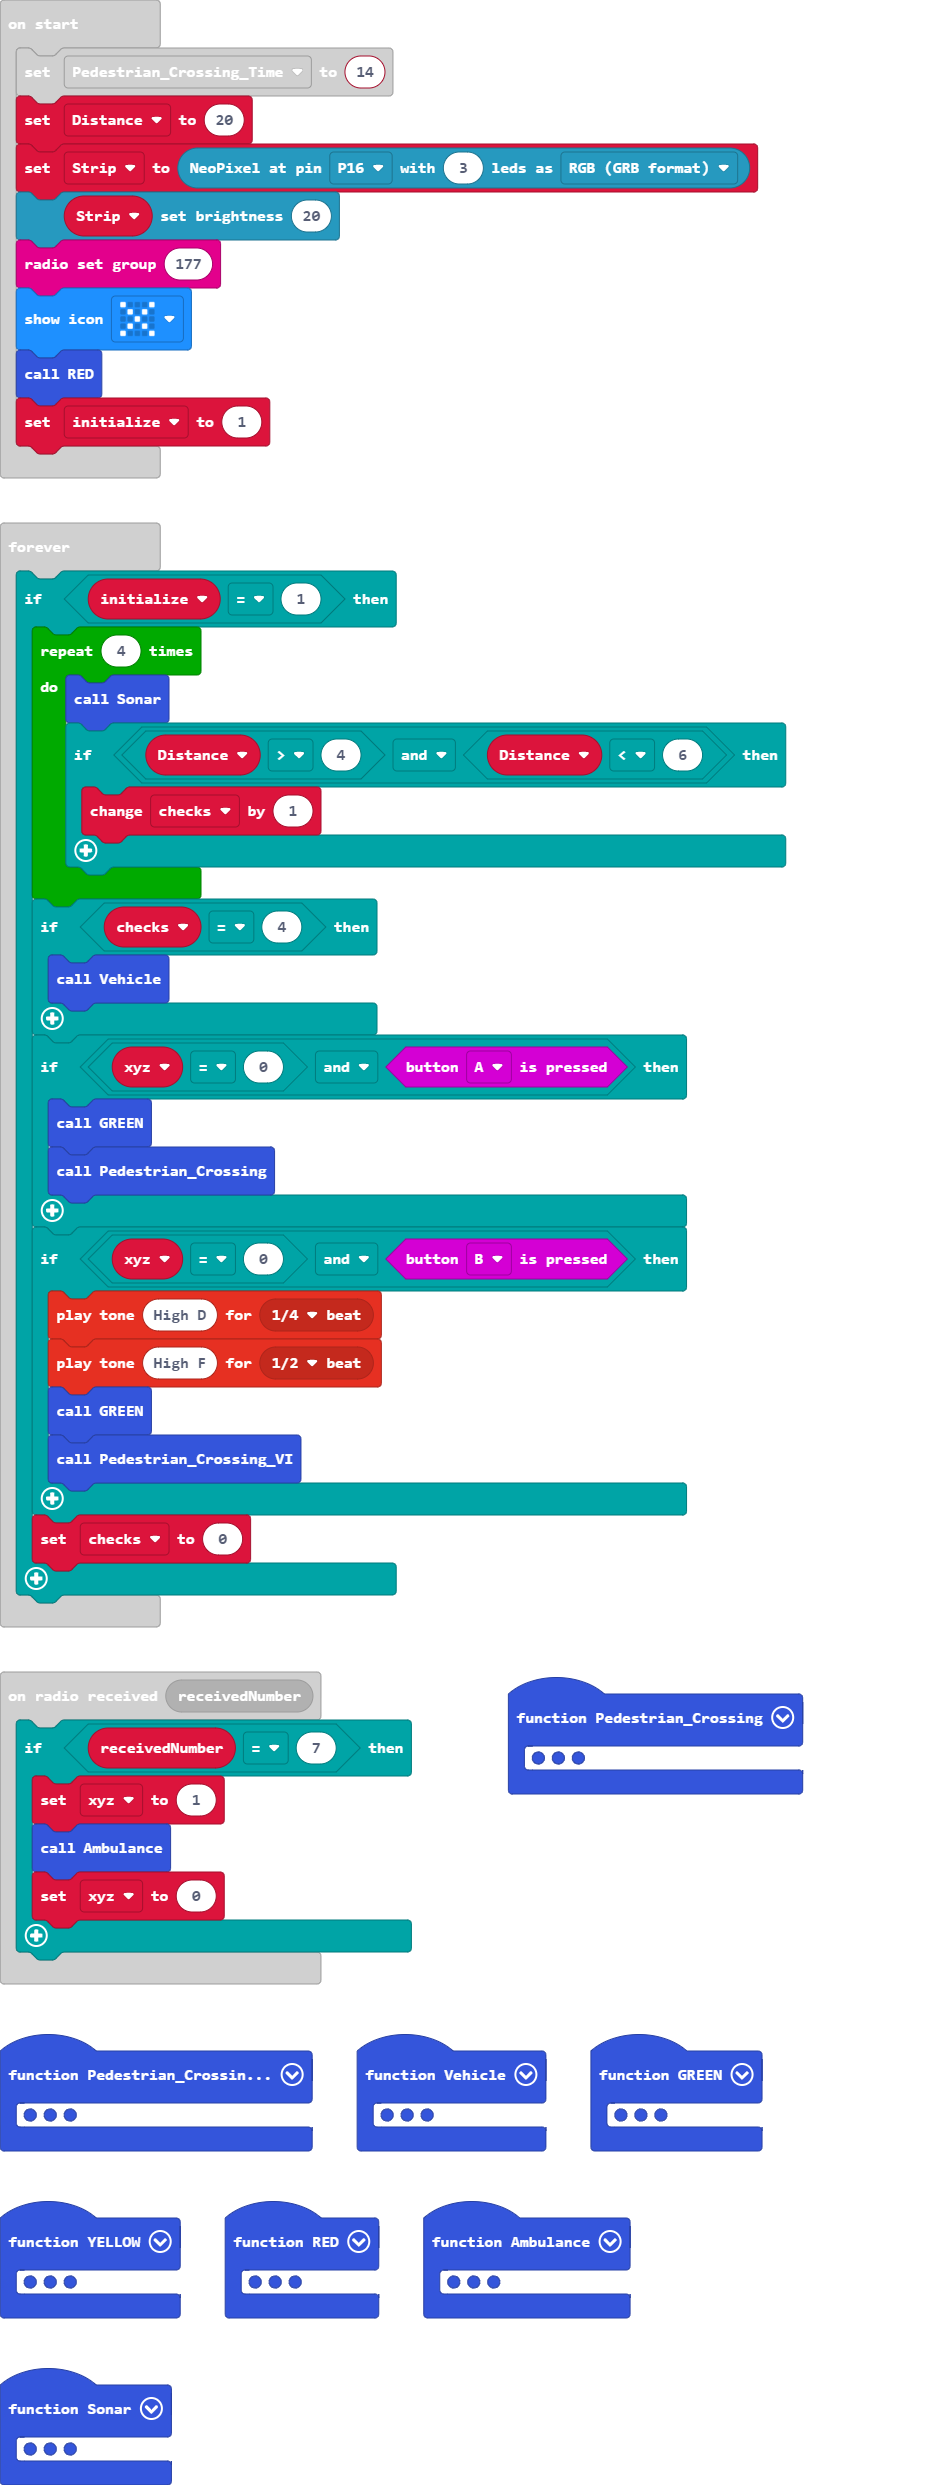 on start
set Pedestrian_Crossing_Time to 14
set Distance to 20
set Strip to NeoPixel at pin P16 with 3 leds as RGB (GRB format)
Strip set brightness 20
radio set group 177
show icon
call RED
set initialize to 1
forever
if initialize = 1 then
repeat 4 times
do
call Sonar
if Distance > 4 and Distance < 6 then
change checks by 1
if checks = 4 then
call Vehicle
if xyz = 0 and button A is pressed then
call GREEN
call Pedestrian_Crossing
if xyz = 0 and button B is pressed then
play tone High D for 1/4 beat
play tone High F for 1/2 beat
call GREEN
call Pedestrian_Crossing_VI
set checks to 0
on radio received receivedNumber
if receivedNumber = 7 then
set xyz to 1
call Ambulance
set xyz to 0
function Pedestrian_Crossing
function Pedestrian_Crossin...
function Vehicle
function GREEN
function YELLOW
function RED
function Ambulance
function Sonar